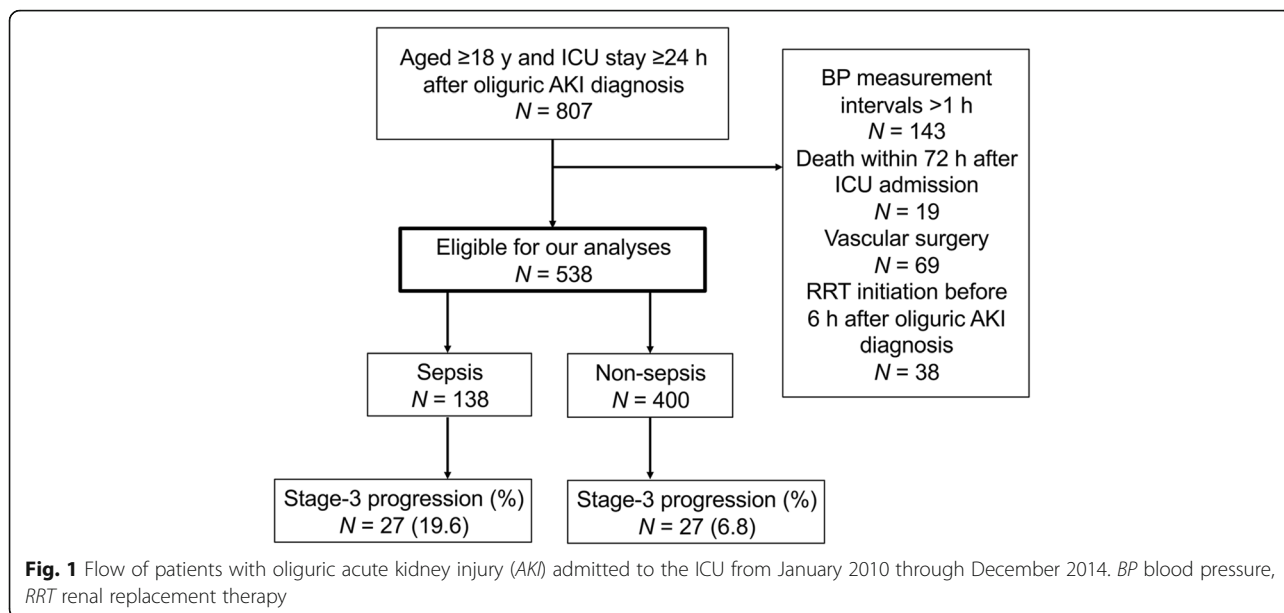 Aged ≥18 y and ICU stay ≥24 h
after oliguric AKI diagnosis
N = 807
BP measurement
intervals >1 h
N = 143
Death within 72 h after
ICU admission
N = 19
Vascular surgery
N = 69
RRT initiation before
6 h after oliguric AKI
diagnosis
N = 38
Eligible for our analyses
N = 538
Sepsis
N = 138
Non-sepsis
N = 400
Stage-3 progression (%)
N = 27 (19.6)
Stage-3 progression (%)
N = 27 (6.8)
Fig. 1 Flow of patients with oliguric acute kidney injury (AKI) admitted to the ICU from January 2010 through December 2014. BP blood pressure,
RRT renal replacement therapy